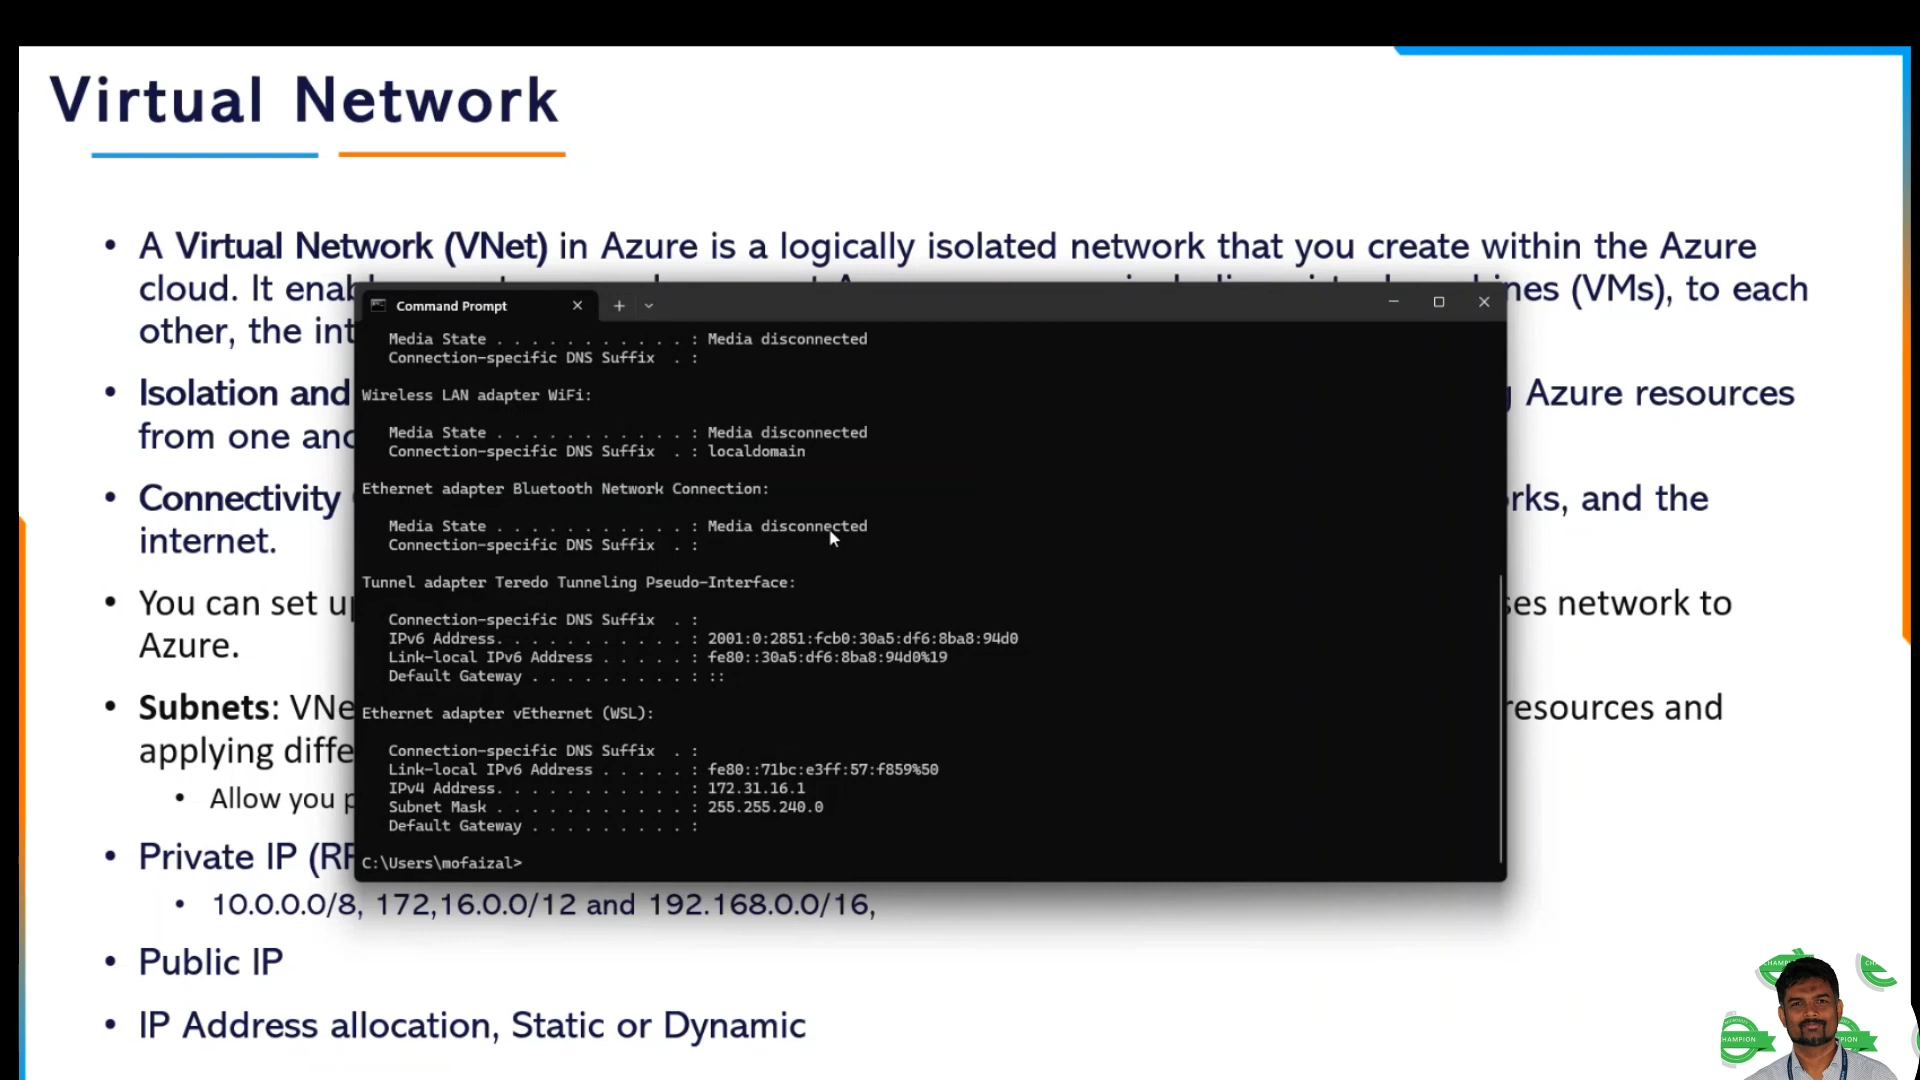 Virtual Network
• A Virtual Network (VNet) in Azure is a logically isolated network that you create within the Azure
cloud. It enab nes (VMs), to each
other, the int
• Isolation and Azure resources
from one ano
• Connectivity rks, and the
internet.
• You can set up ses network to
Azure.
• Subnets: VNe resources and
applying diffe
• Allow you p
• Private IP (RF
• 10.0.0.0/8, 172,16.0.0/12 and 192.168.0.0/16,
• Public IP
• IP Address allocation, Static or Dynamic
Command Prompt
Media State . . . . . . . . . . . : Media disconnected
Connection-specific DNS Suffix . :
Wireless LAN adapter WiFi:
Media State . . . . . . . . . . . : Media disconnected
Connection-specific DNS Suffix . : localdomain
Ethernet adapter Bluetooth Network Connection:
Media State . . . . . . . . . . . : Media disconnected
Connection-specific DNS Suffix . :
Tunnel adapter Teredo Tunneling Pseudo-Interface:
Connection-specific DNS Suffix . :
IPv6 Address. . . . . . . . . . . : 2001:0:2851:fcb0:30a5:df6:8ba8:94d0
Link-local IPv6 Address . . . . . : fe80::30a5:df6:8ba8:94d0%19
Default Gateway . . . . . . . . . : ::
Ethernet adapter vEthernet (WSL):
Connection-specific DNS Suffix . :
Link-local IPv6 Address . . . . . : fe80::71bc:e3ff:57:f859%50
IPv4 Address. . . . . . . . . . . : 172.31.16.1
Subnet Mask . . . . . . . . . . . : 255.255.240.0
Default Gateway . . . . . . . . . :
C:\Users\mofaizal>
CHAMPION